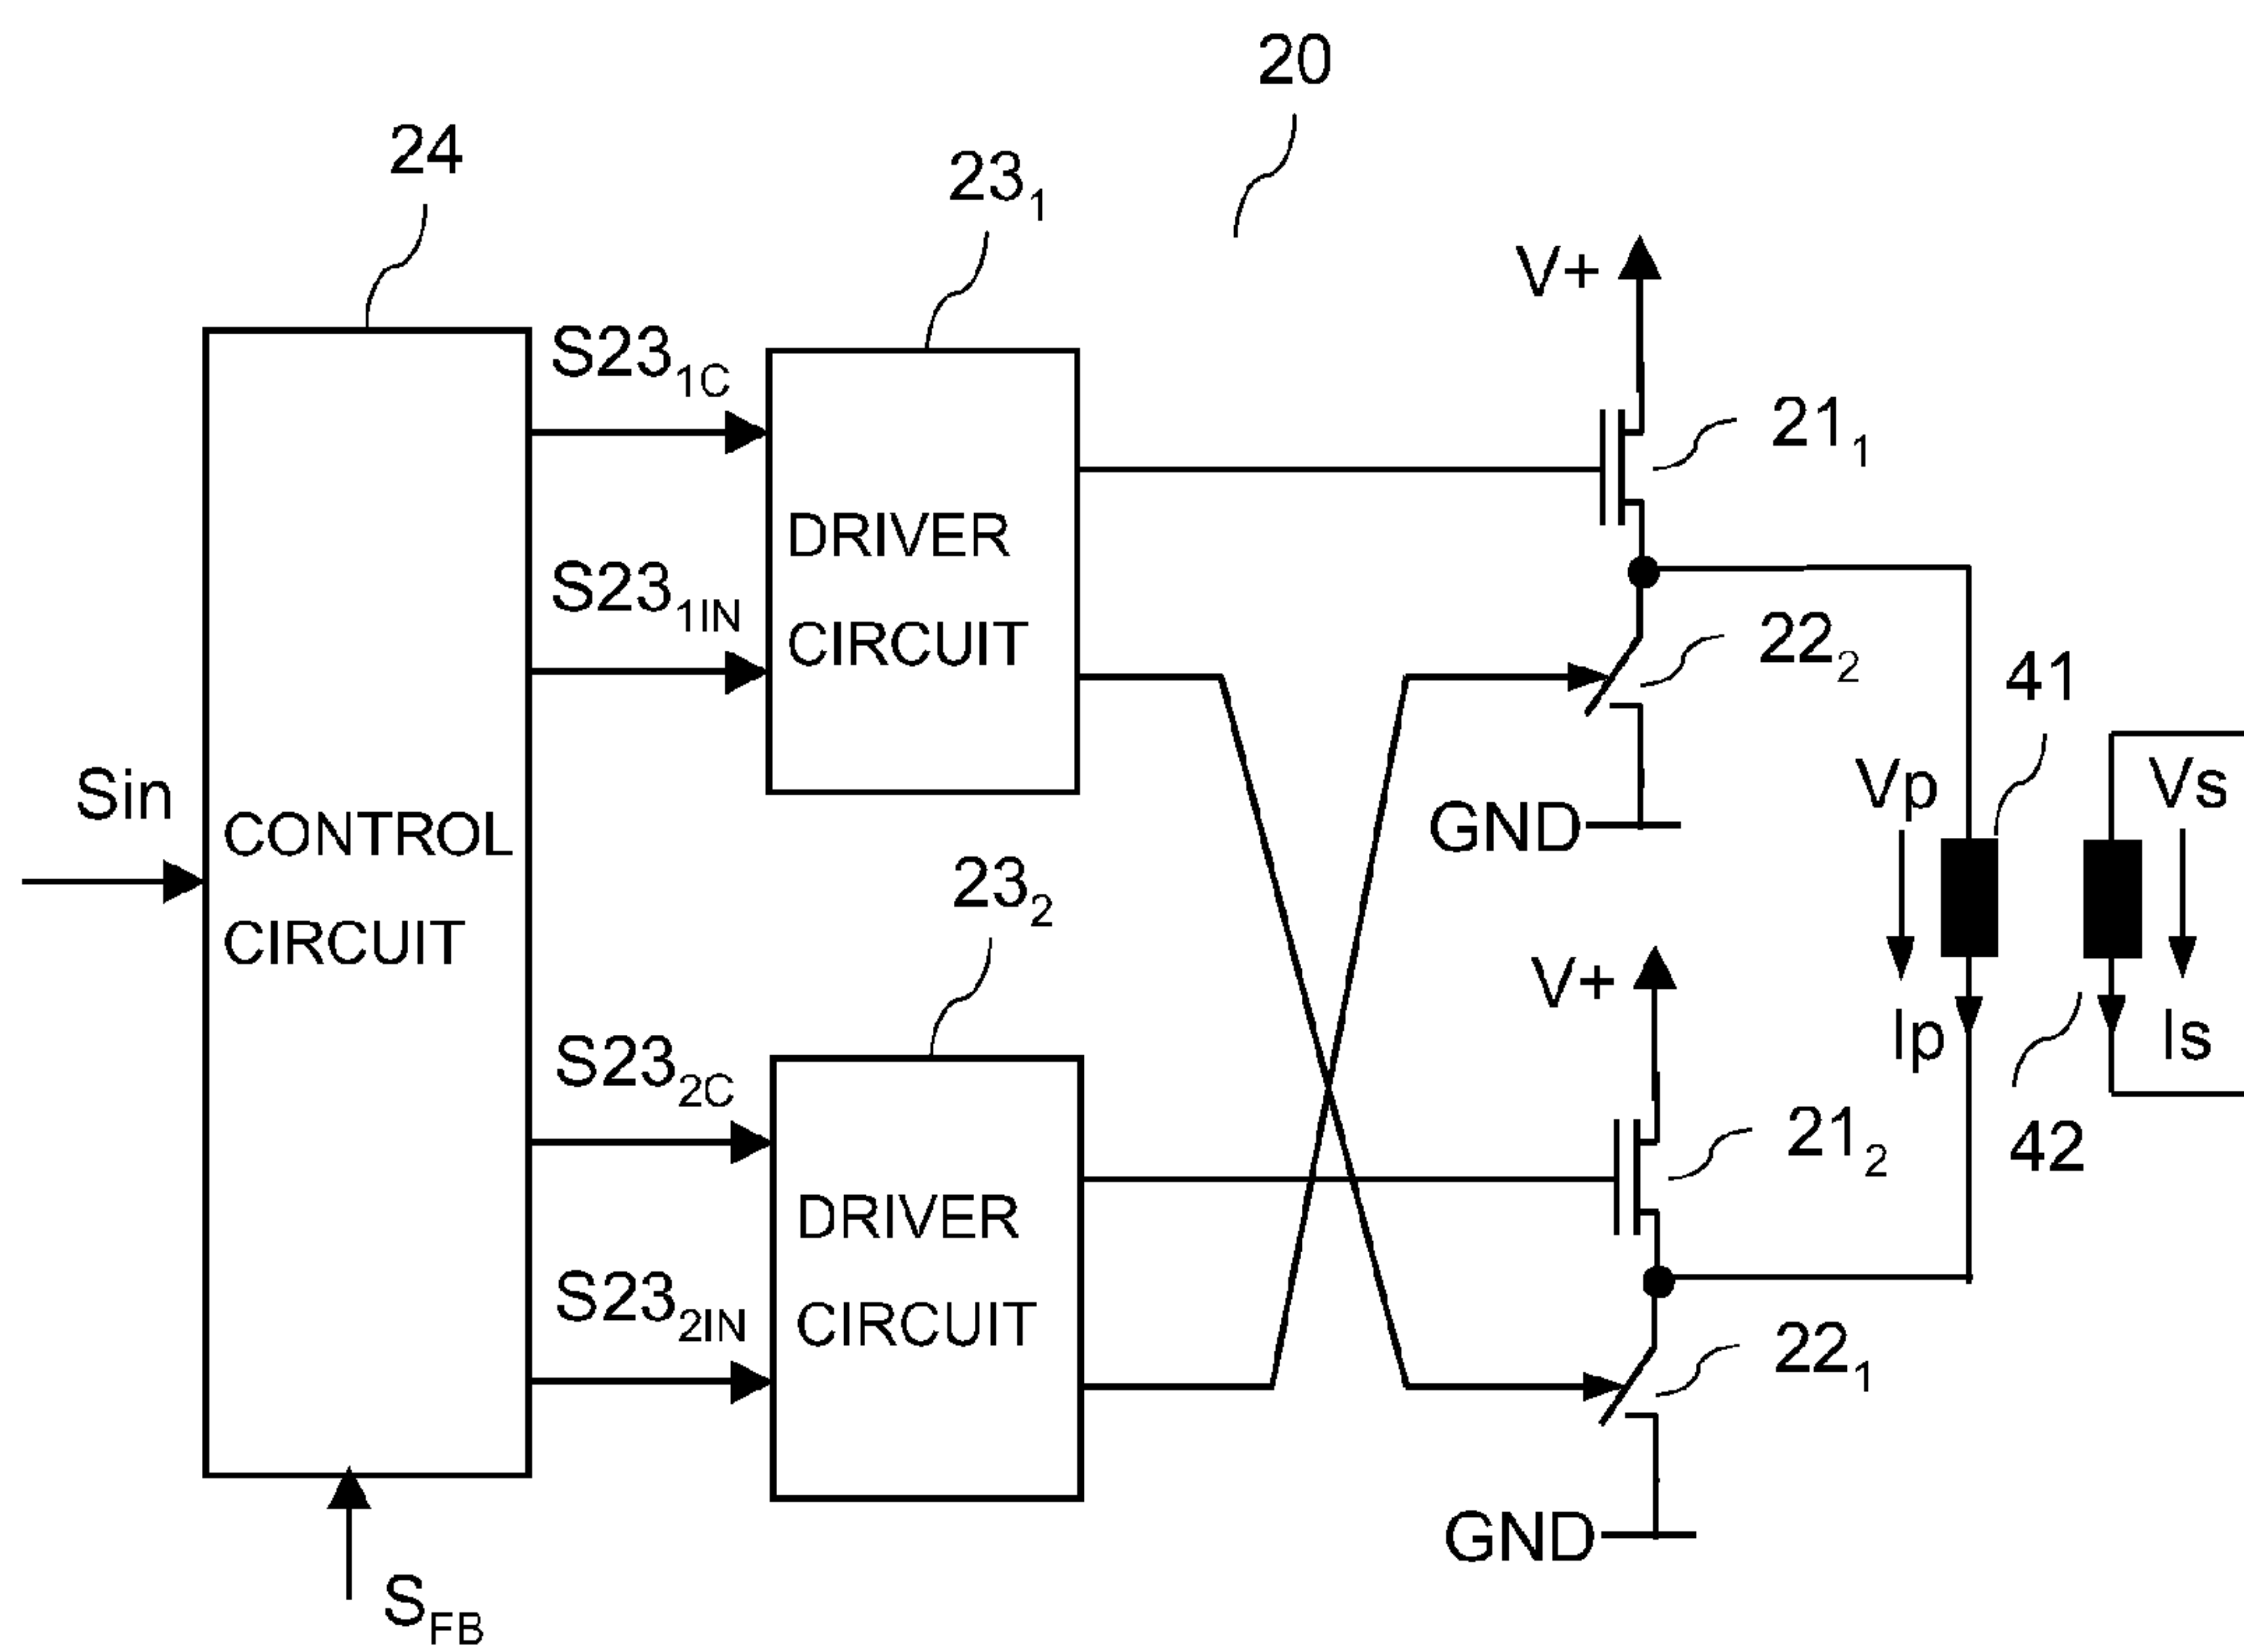 20
24
23₁
V+
S23₁C
21₁
DRIVER
CIRCUIT
S23₁IN
22₂
41
Sin
Vp
Vs
GND
CONTROL
CIRCUIT
23₂
V+
Ip
Is
S23₂C
21₂
42
DRIVER
CIRCUIT
S23₂IN
22₁
GND
S_FB